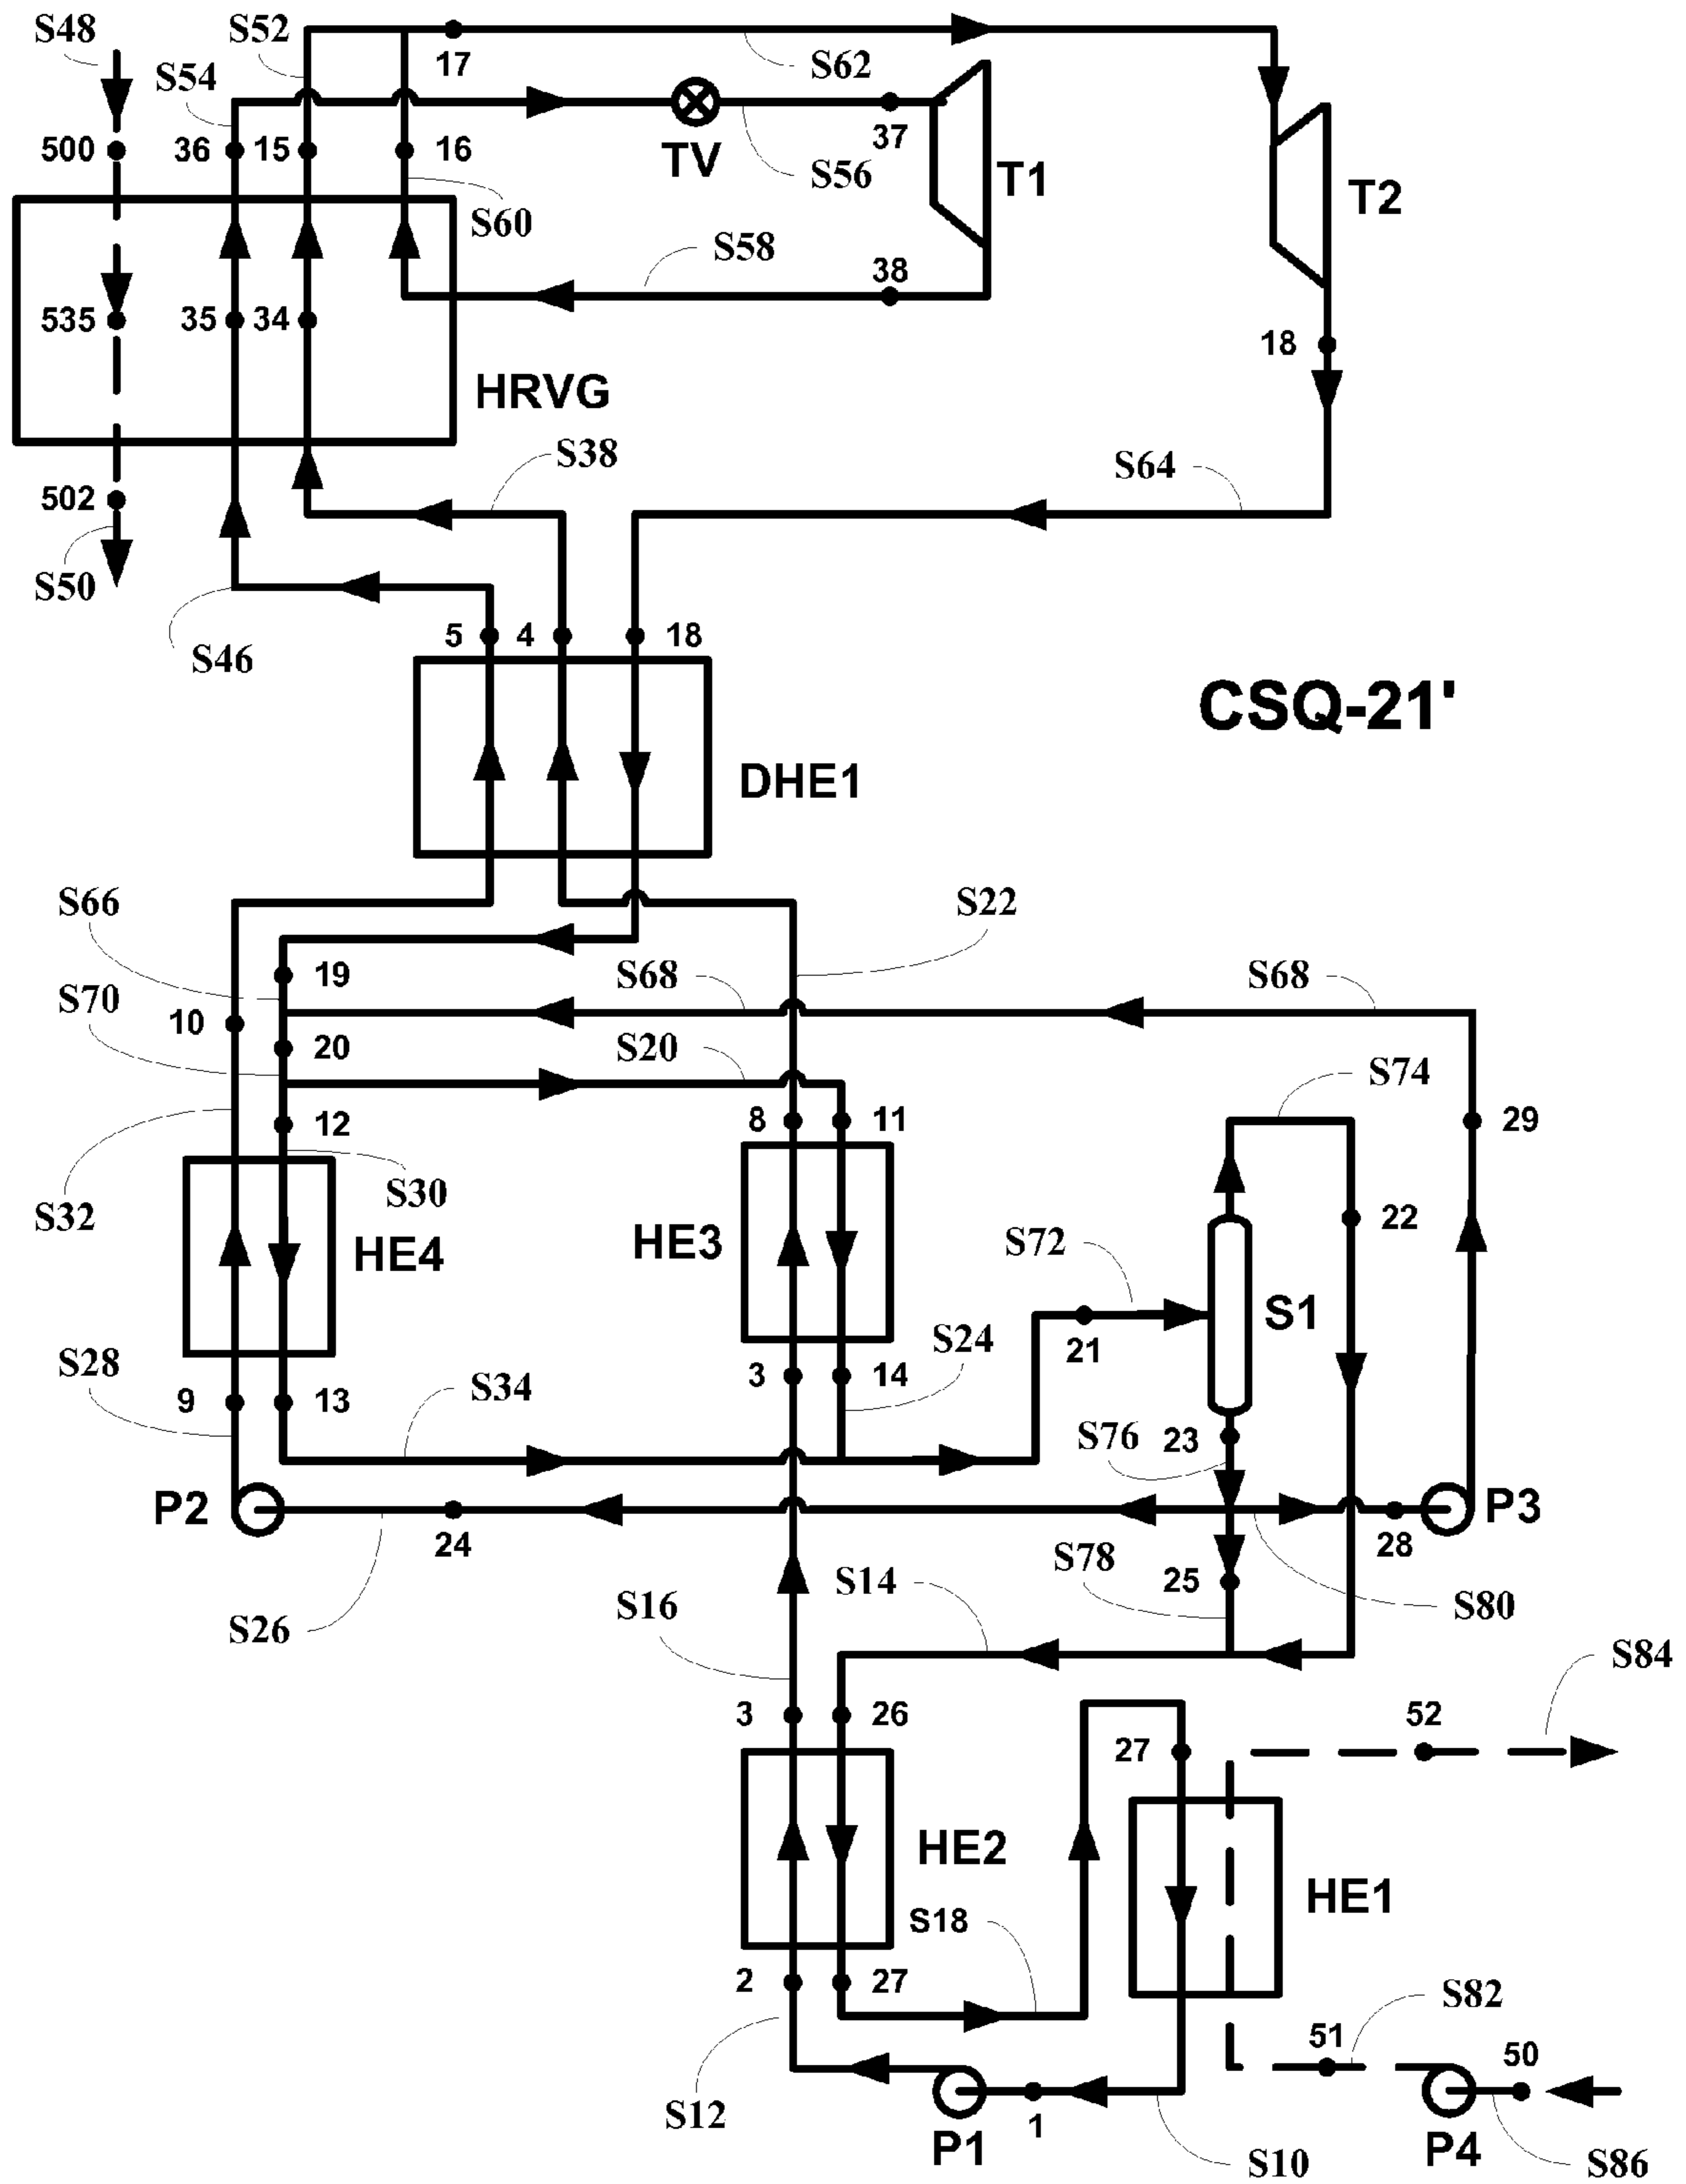 S48
S52
17
S62
S54
500
36
15
16
TV
S56
37
T1
T2
S60
S58
38
535
35
34
18
HRVG
S38
S64
502
S50
S46
5
4
18
CSQ-21'
DHE1
S66
S22
19
S68
S68
S70
10
20
S20
S74
12
8
11
29
S32
S30
22
HE4
HE3
S72
S1
21
S24
S28
3
14
9
13
S34
S76
23
P2
24
28
P3
S78
S14
25
S16
S26
S80
S84
3
26
52
27
HE2
HE1
S18
2
27
S82
51
50
S12
1
P1
P4
S10
S86